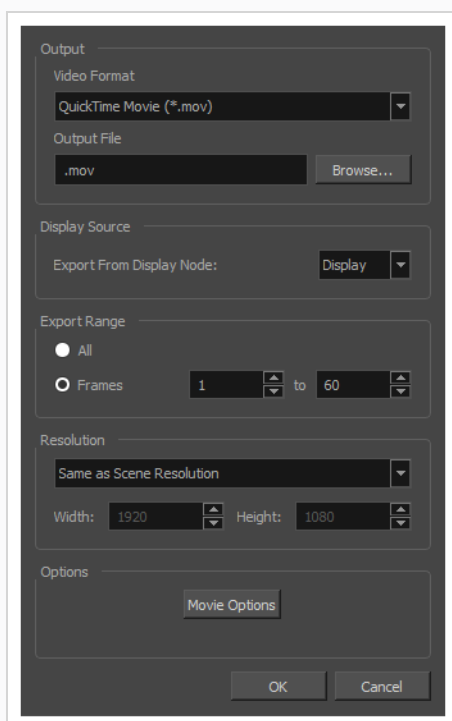 Output
Video Format
QuickTime Movie (*.mov)
Output File
.mov Browse...
Display Source
Export From Display Node: Display
Export Range
All
Frames 1 to 60
Resolution
Same as Scene Resolution
Width: 1920 Height: 1080
Options
Movie Options
OK Cancel